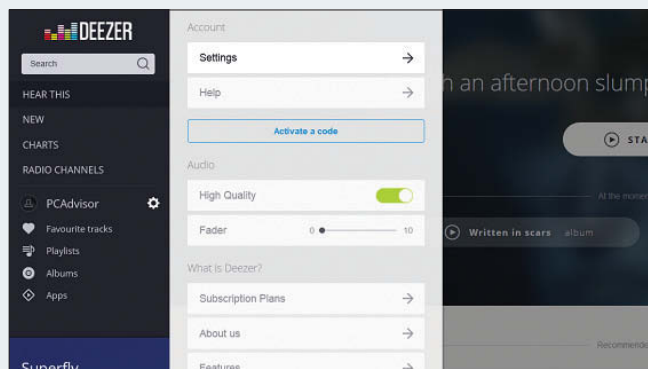 DEEZER
Search
HEAR THIS
NEW
CHARTS
RADIO CHANNELS
PCAdvisor
Favourite tracks
Playlists
Albums
Apps
Superfly
Account
Settings
Help
Activate a code
Audio
High Quality
Fader 0 10
What is Deezer?
Subscription Plans
About us
Features
an afternoon slump
STA
At the momen
Written in scars album
Recommende